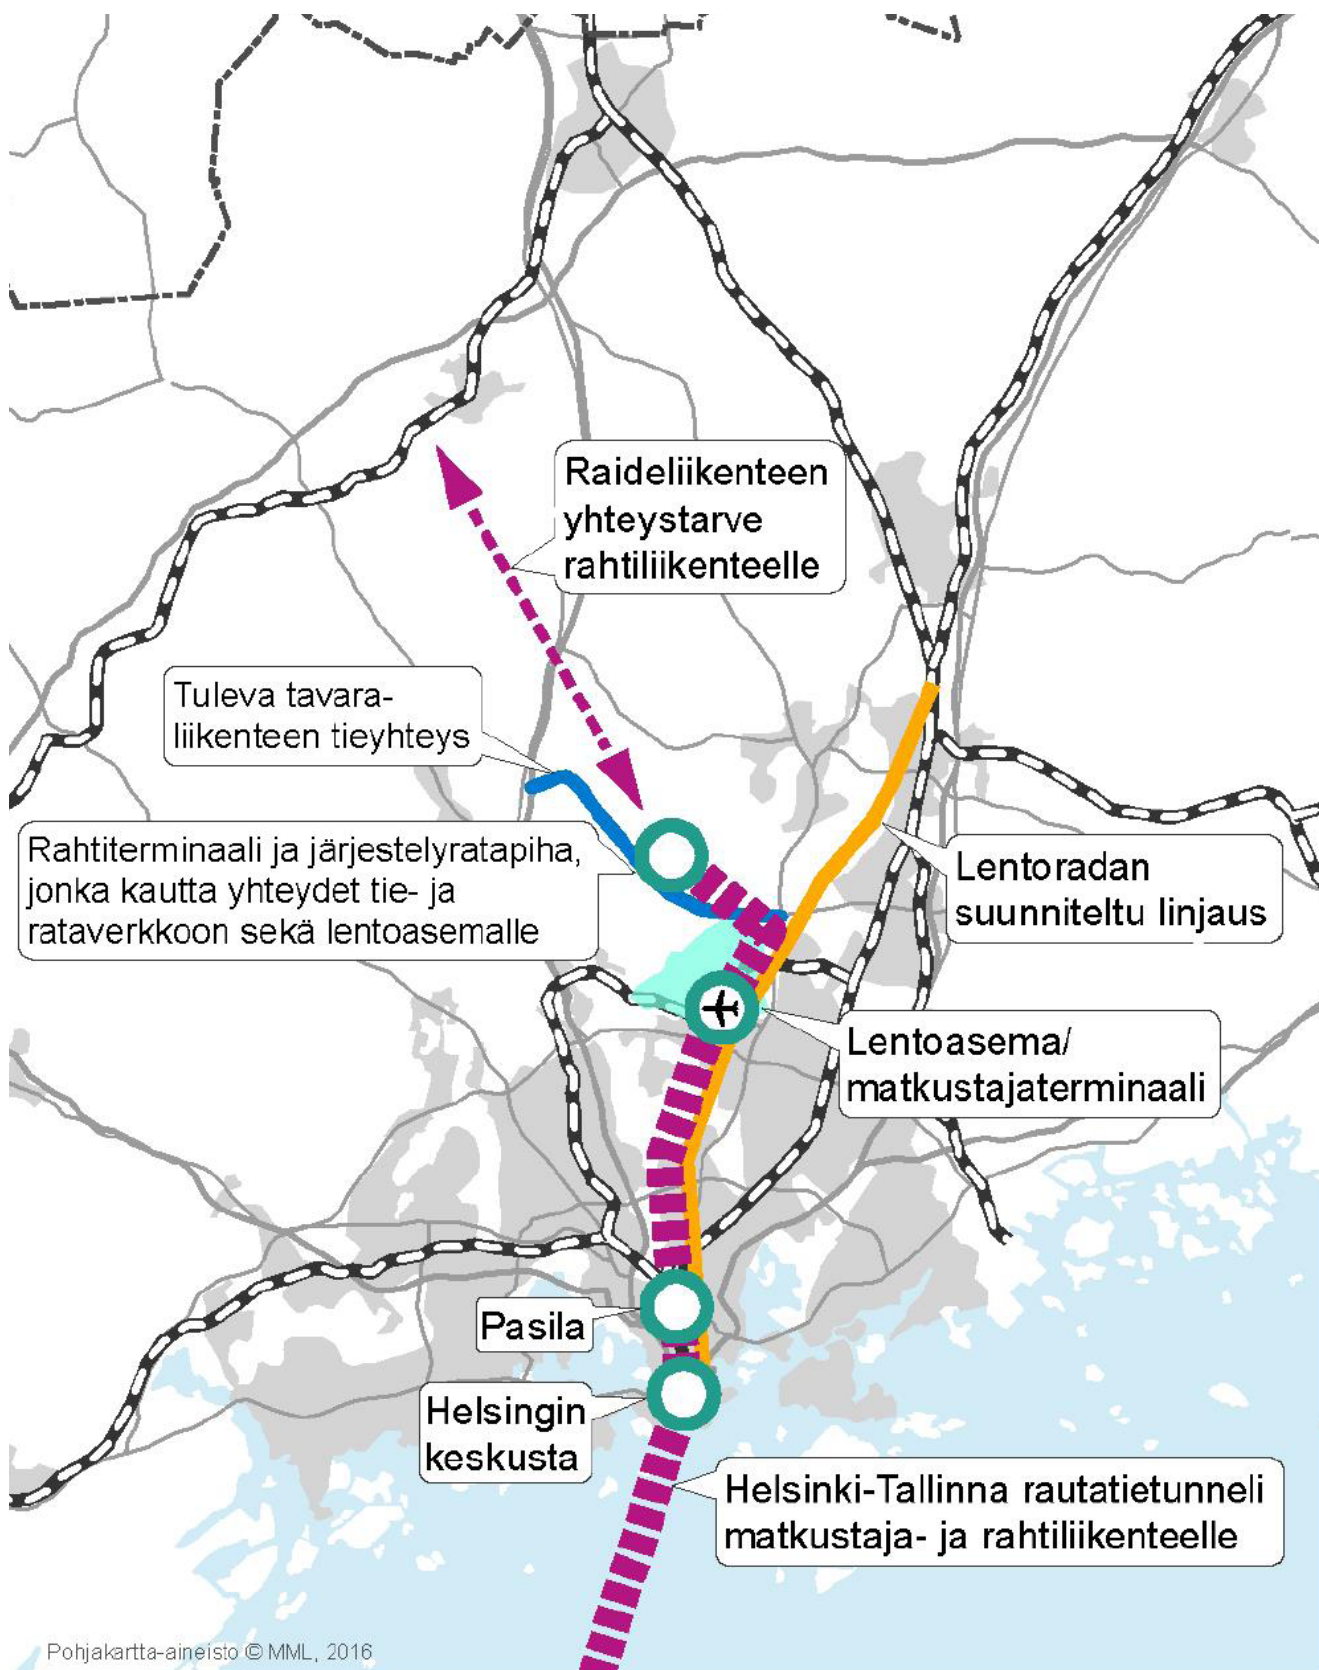 Raideliikenteen
yhteystarve
rahtiliikenteelle
Tuleva tavara-
liikenteen tieyhteys
Rahtiterminaali ja järjestelyratapiha,
jonka kautta yhteydet tie- ja
rataverkkoon sekä lentoasemalle
Lentoradan
suunniteltu linjaus
Lentoasema/
matkustajaterminaali
Pasila
Helsingin
keskusta
Helsinki-Tallinna rautatietunneli
matkustaja- ja rahtiliikenteelle
Pohjakartta-aineisto © MML, 2016